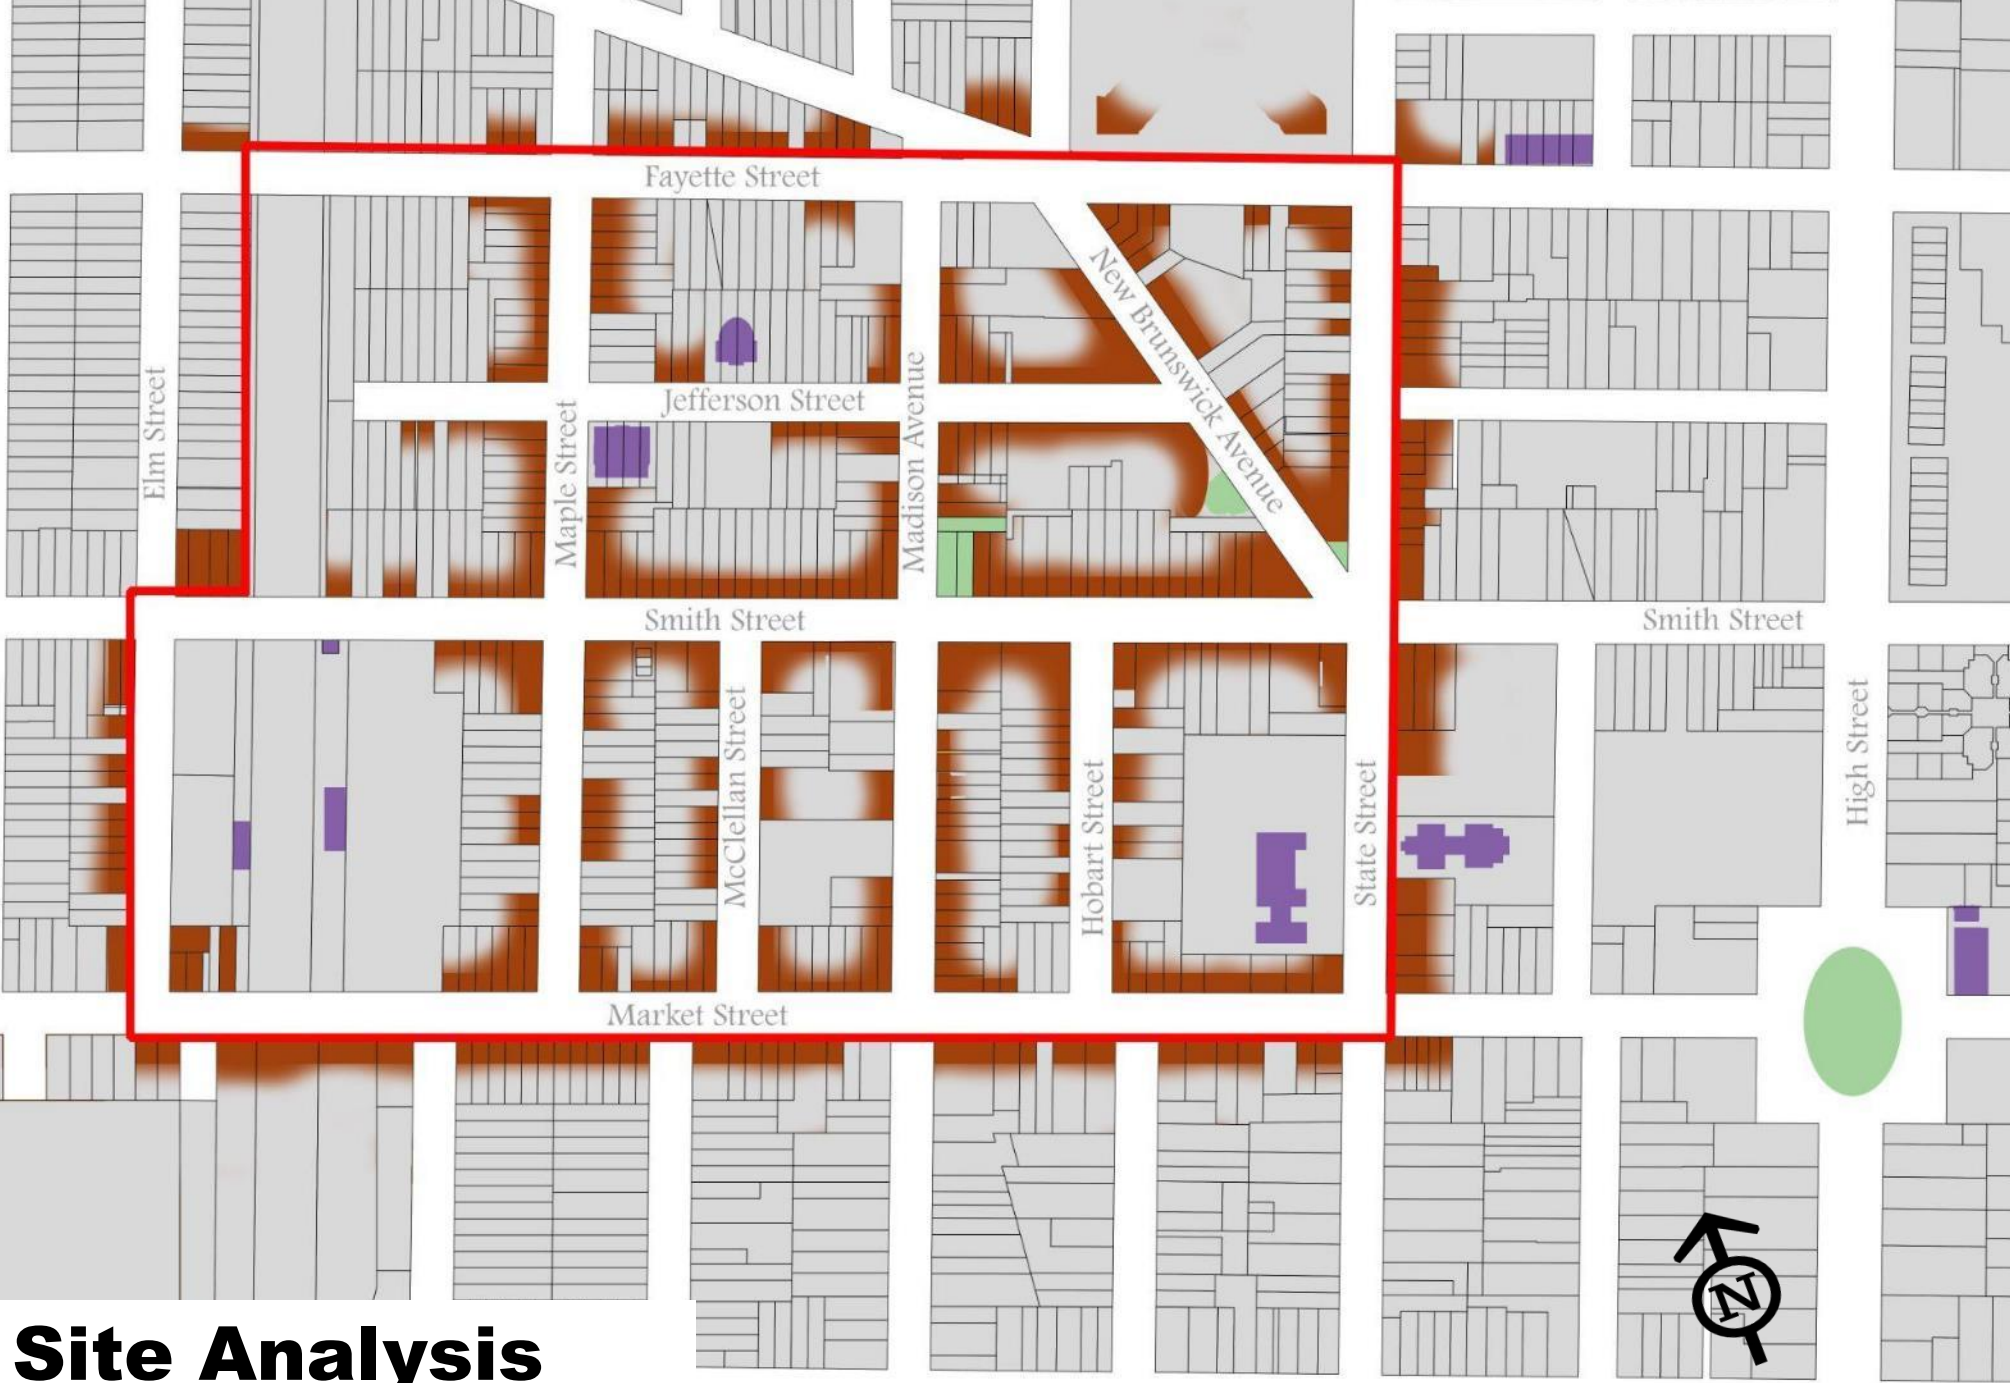 Fayette Street
New Brunswick Avenue
Jefferson Street
Elm Street
Maple Street
Madison Avenue
Smith Street
Smith Street
McClellan Street
Hobart Street
State Street
High Street
Market Street
N
Site Analysis